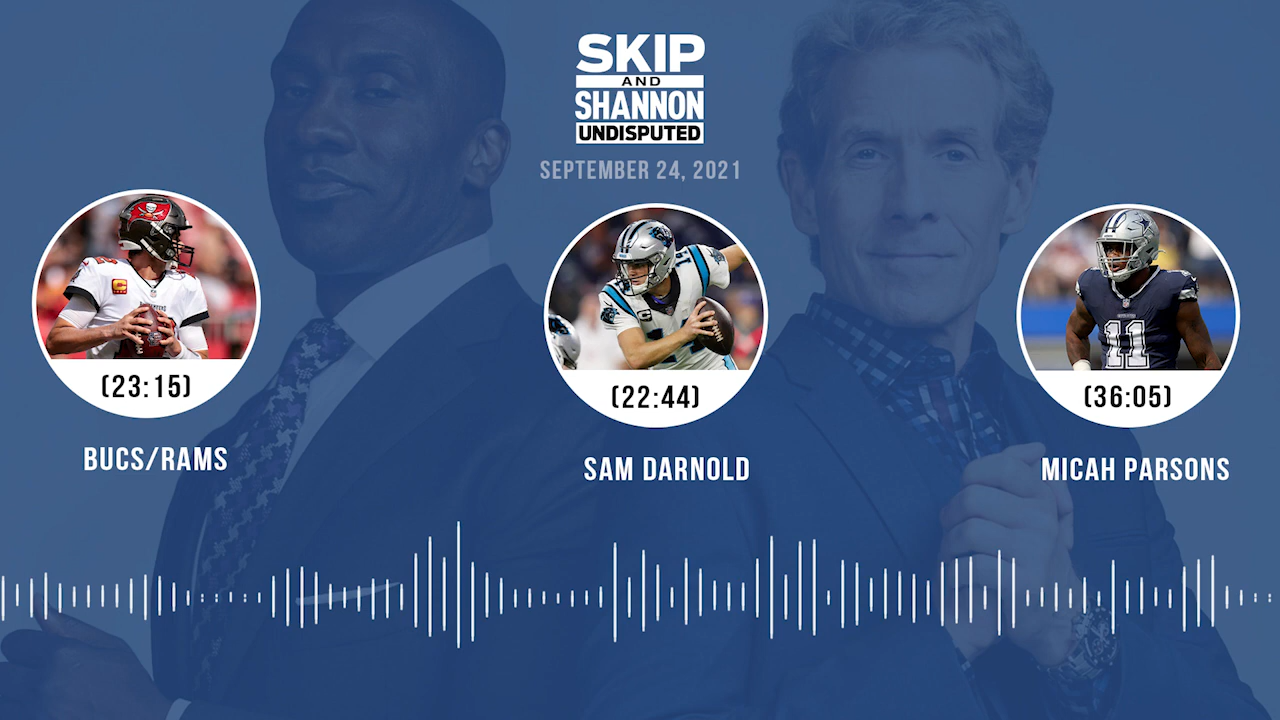 SKIP
AND
SHANNON
UNDISPUTED
SEPTEMBER 24, 2021
(23:15)
BUCS/RAMS
(22:44)
SAM DARNOLD
11
(36:05)
MICAH PARSONS